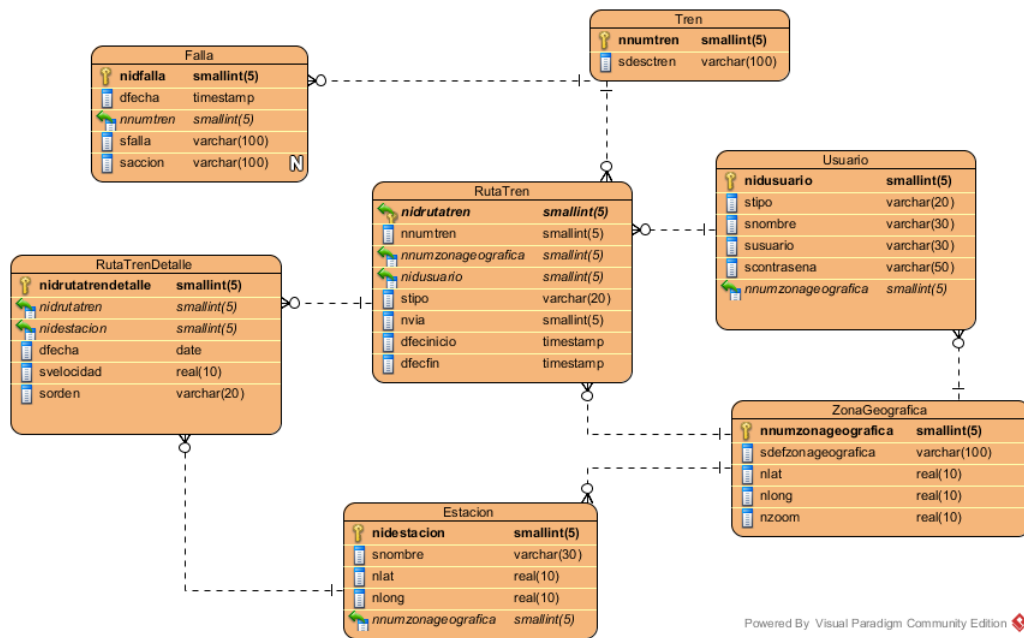 Tren
nnumtren smallint(5)
sdesctren varchar(100)
Falla
nidfalla smallint(5)
dfecha timestamp
nnumtren smallint(5)
sfalla varchar(100)
saccion varchar(100) N
Usuario
nidusuario smallint(5)
stipo varchar(20)
snombre varchar(30)
susuario varchar(30)
scontrasena varchar(50)
nnumzonageografica smallint(5)
RutaTren
nidrutatren smallint(5)
nnumtren smallint(5)
nnumzonageografica smallint(5)
nidusuario smallint(5)
stipo varchar(20)
nvia smallint(5)
dfecinicio timestamp
dfecfin timestamp
RutaTrenDetalle
nidrutatrendetalle smallint(5)
nidrutatren smallint(5)
nidestacion smallint(5)
dfecha date
svelocidad real(10)
sorden varchar(20)
ZonaGeografica
nnumzonageografica smallint(5)
sdefzonageografica varchar(100)
nlat real(10)
nlong real(10)
nzoom real(10)
Estacion
nidestacion smallint(5)
snombre varchar(30)
nlat real(10)
nlong real(10)
nnumzonageografica smallint(5)
Powered By Visual Paradigm Community Edition